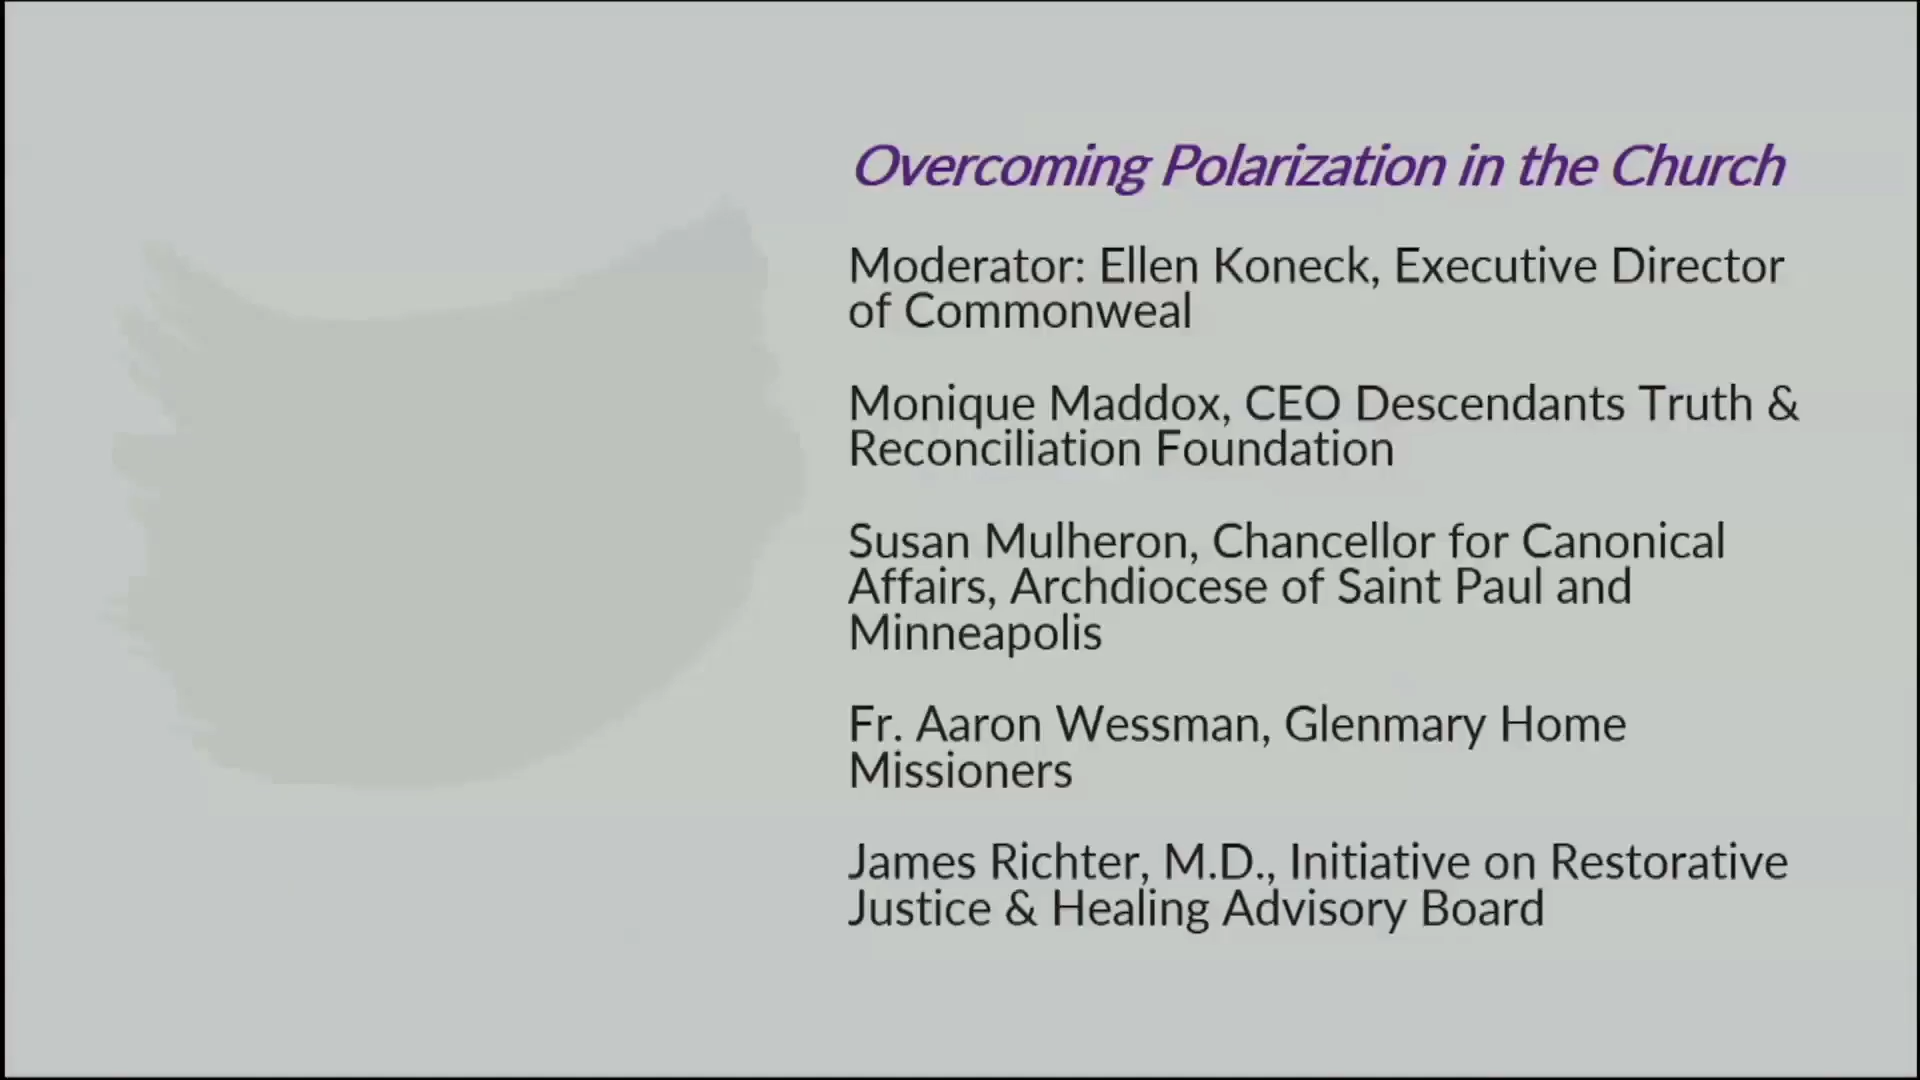 Overcoming Polarization in the Church
Moderator: Ellen Koneck, Executive Director
of Commonweal
Monique Maddox, CEO Descendants Truth &
Reconciliation Foundation
Susan Mulheron, Chancellor for Canonical
Affairs, Archdiocese of Saint Paul and
Minneapolis
Fr. Aaron Wessman, Glenmary Home
Missioners
James Richter, M.D., Initiative on Restorative
Justice & Healing Advisory Board